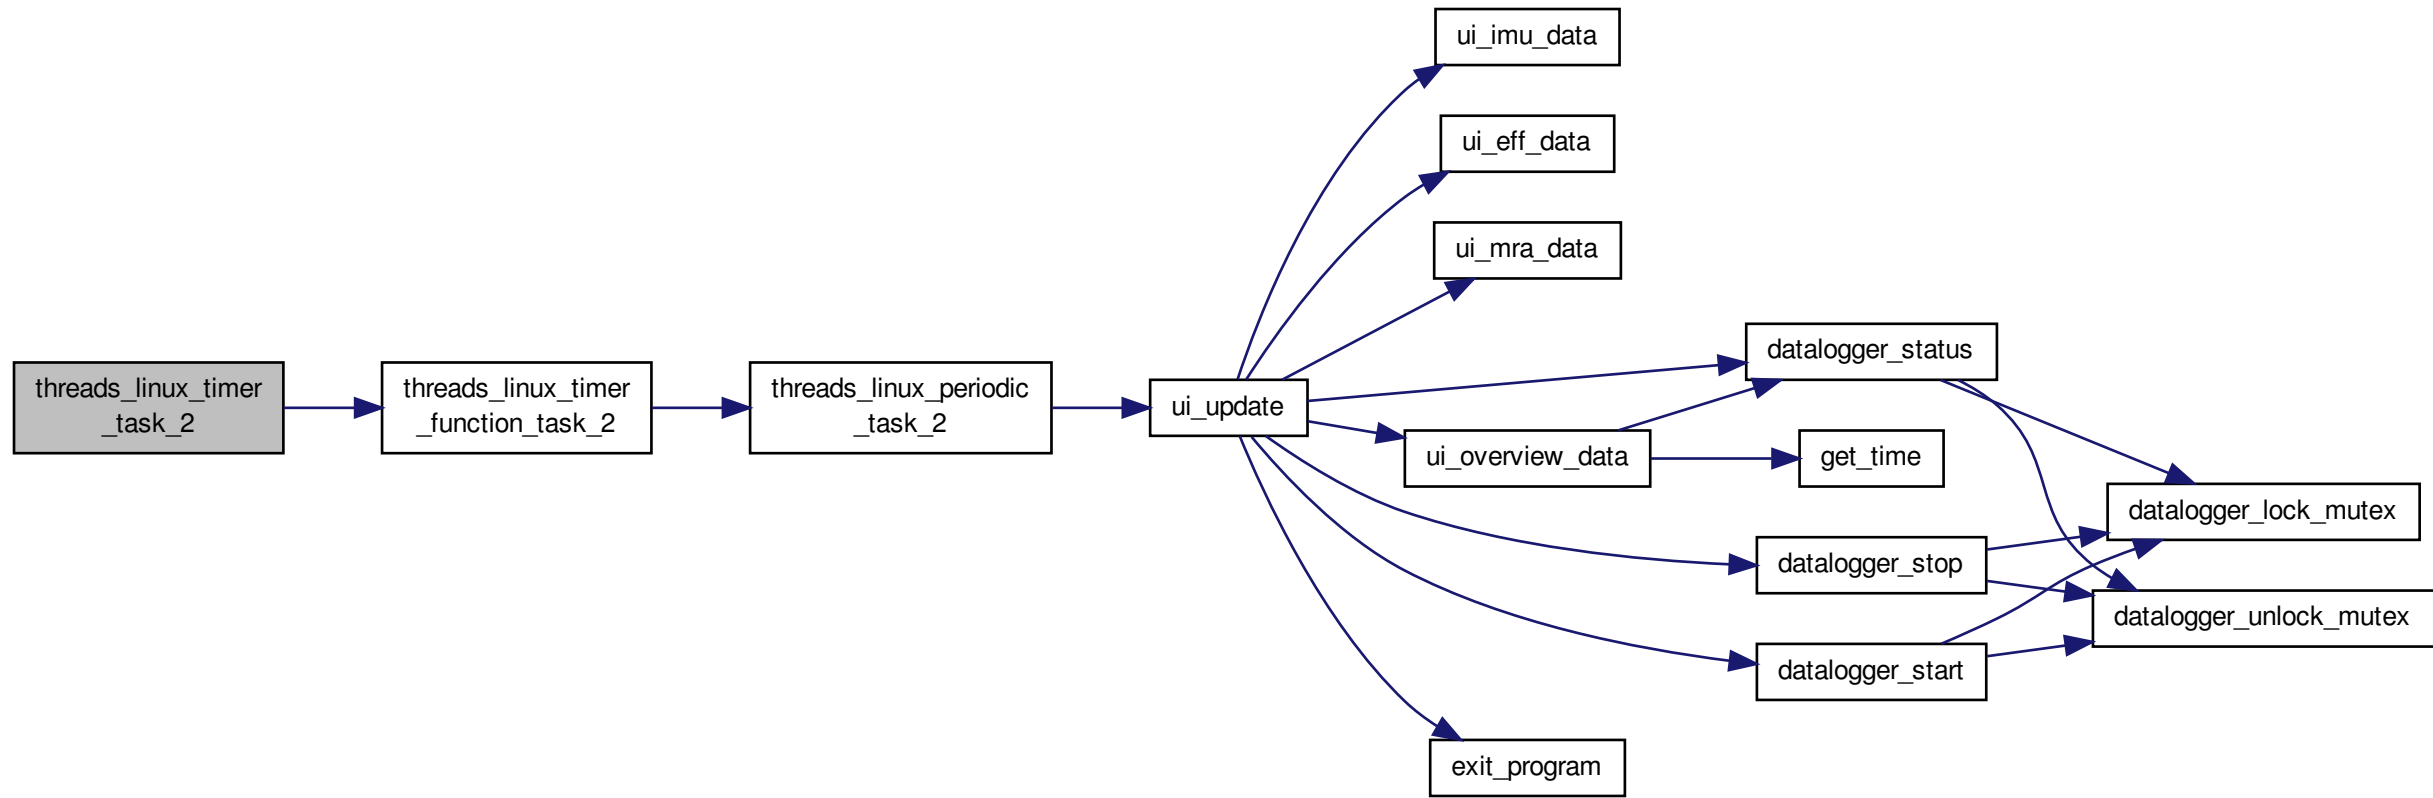 threads_linux_timer
_task_2
threads_linux_timer
_function_task_2
threads_linux_periodic
_task_2
ui_update
ui_imu_data
ui_eff_data
ui_mra_data
ui_overview_data
exit_program
datalogger_status
get_time
datalogger_stop
datalogger_start
datalogger_lock_mutex
datalogger_unlock_mutex